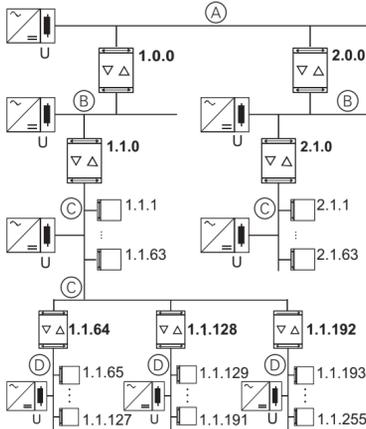 A
U
1.0.0
2.0.0
B
B
U
U
1.1.0
2.1.0
C
1.1.1
C
2.1.1
U
1.1.63
U
2.1.63
C
1.1.64
1.1.128
1.1.192
D
1.1.65
D
1.1.129
D
1.1.193
U
1.1.127
U
1.1.191
U
1.1.255